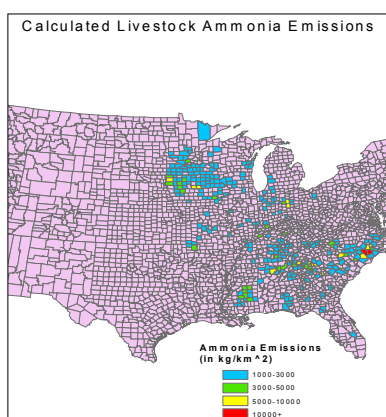 Calculated Livestock Ammonia Emissions
Ammonia Emissions
(in kg/km^2)
1000-3000
3000-5000
5000-10000
10000+